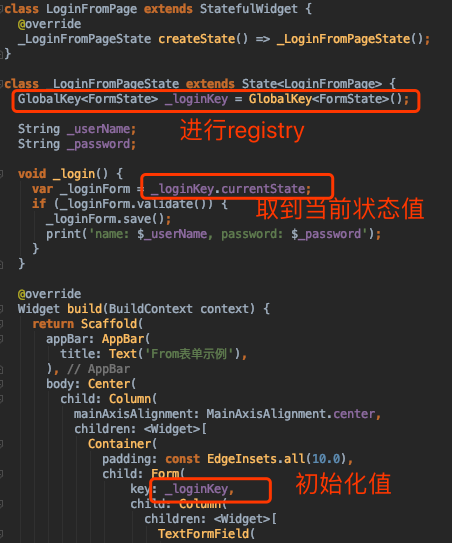 class LoginFromPage extends StatefulWidget {
@override
_LoginFromPageState createState() => _LoginFromPageState();
}
class _LoginFromPageState extends State<LoginFromPage> {
GlobalKey<FormState> _loginKey = GlobalKey<FormState>();
进行registry
String _userName;
String _password;
void _login() {
var _loginForm = _loginKey.currentState;
取到当前状态值
if (_loginForm.validate()) {
_loginForm.save();
print('name: $_userName, password: $_password');
}
}
@override
Widget build(BuildContext context) {
return Scaffold(
appBar: AppBar(
title: Text('From表单示例'),
), // AppBar
body: Center(
child: Column(
mainAxisAlignment: MainAxisAlignment.center,
children: <Widget>[
Container(
padding: const EdgeInsets.all(10.0),
child: Form(
key: _loginKey,
初始化值
child: Column(
children: <Widget>[
TextFormField(